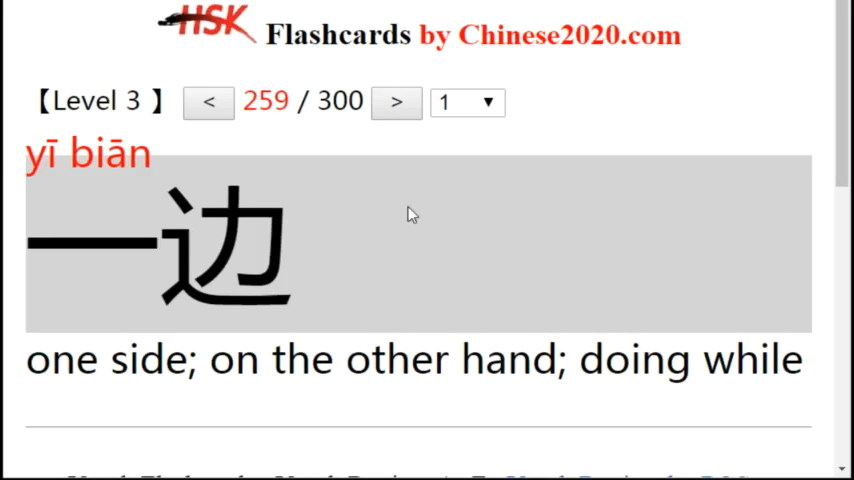 HSK Flashcards by Chinese2020.com
【Level 3 】 < 259 / 300 > 1
yī biān
一边
one side; on the other hand; doing while